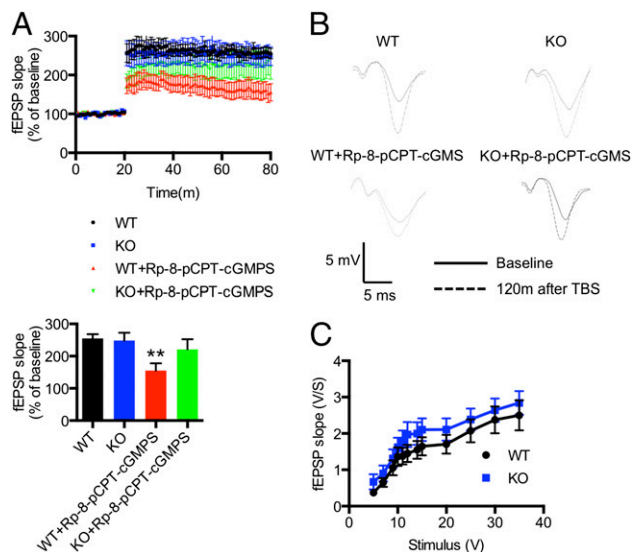 A
fEPSP slope
(% of baseline)
300
200
100
0
0 20 40 60 80
Time(m)
WT
KO
WT+Rp-8-pCPT-cGMPS
KO+Rp-8-pCPT-cGMPS
fEPSP slope
(% of baseline)
300
200
100
0
**
WT
KO
WT+Rp-8-pCPT-cGMPS
KO+Rp-8-pCPT-cGMPS
B
WT KO
WT+Rp-8-pCPT-cGMS KO+Rp-8-pCPT-cGMS
5 mV
5 ms
Baseline
120m after TBS
C
fEPSP slope (V/S)
4
3
2
1
0
0 10 20 30 40
Stimulus (V)
WT
KO